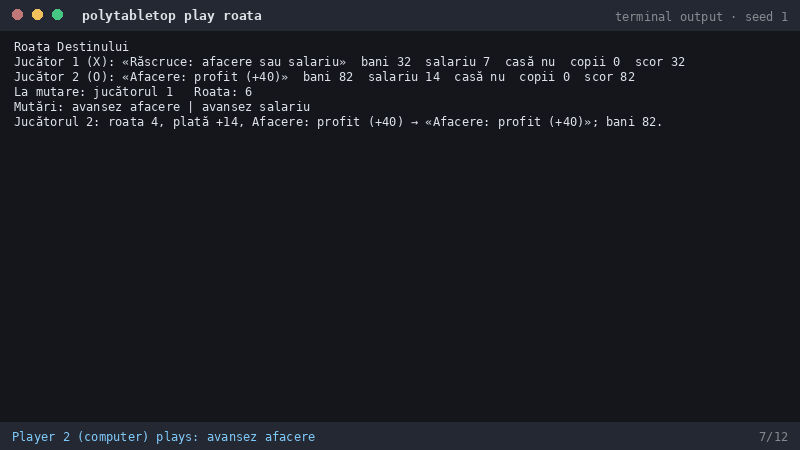 polytabletop play roata
terminal output · seed 1
Roata Destinului
Jucător 1 (X): «Răscruce: afacere sau salariu»  bani 32  salariu 7  casă nu  copii 0  scor 32
Jucător 2 (O): «Afacere: profit (+40)»  bani 82  salariu 14  casă nu  copii 0  scor 82
La mutare: jucătorul 1   Roata: 6
Mutări: avansez afacere | avansez salariu
Jucătorul 2: roata 4, plată +14, Afacere: profit (+40) → «Afacere: profit (+40)»; bani 82.
Player 2 (computer) plays: avansez afacere
7/12